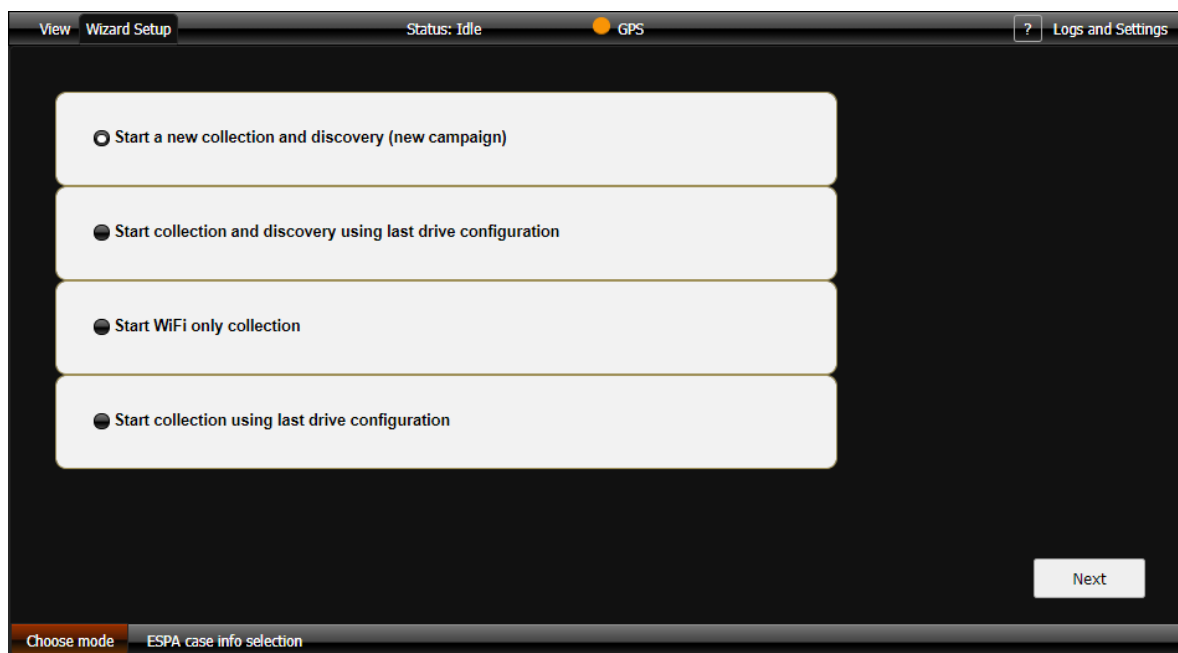 View Wizard Setup Status: Idle GPS ? Logs and Settings
Start a new collection and discovery (new campaign)
Start collection and discovery using last drive configuration
Start WiFi only collection
Start collection using last drive configuration
Next
Choose mode ESPA case info selection